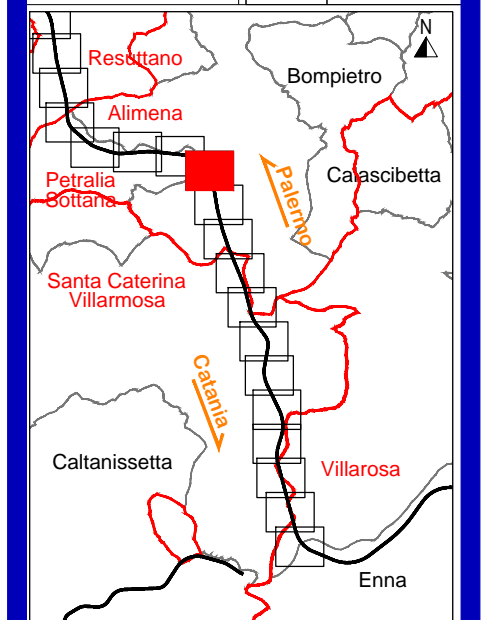 N
Resuttano
Bompietro
Alimena
Petralia
Sottana
Palermo
Calascibetta
Santa Caterina
Villarmosa
Catania
Caltanissetta
Villarosa
Enna